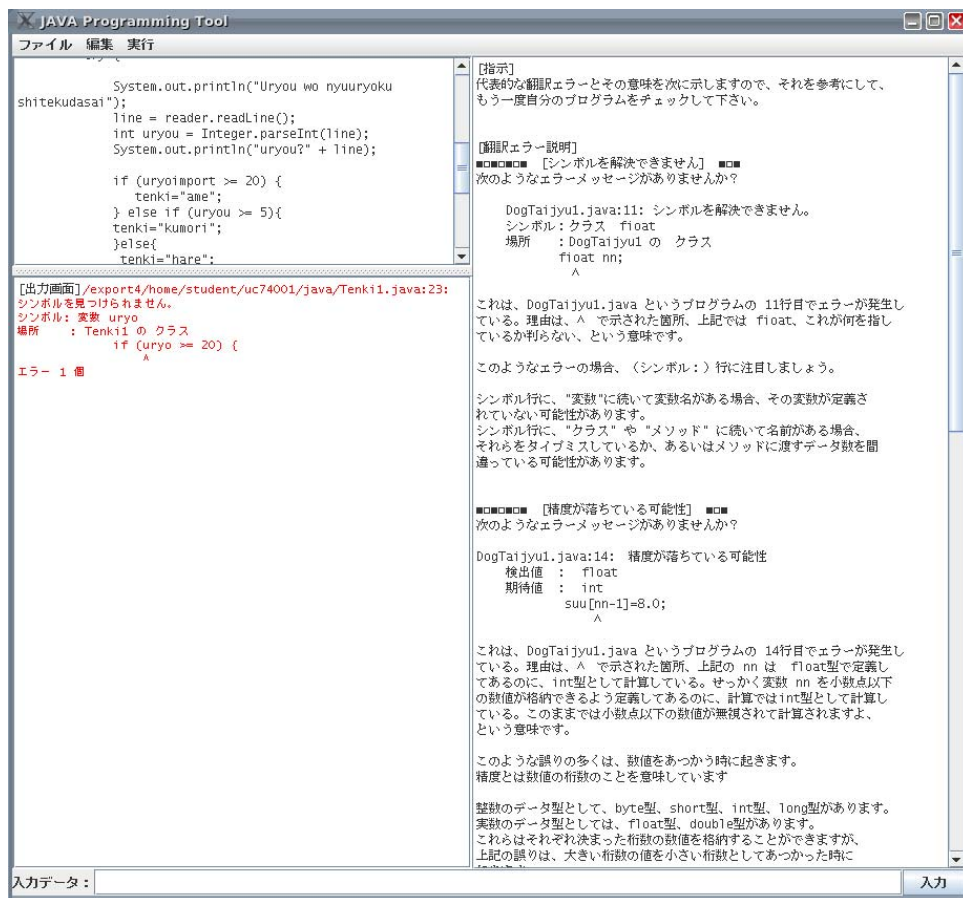 JAVA Programming Tool
ファイル 編集 実行
System.out.println("Uryou wo nyuuryoku
shitekudasai");
line = reader.readLine();
int uryou = Integer.parseInt(line);
System.out.println("uryou?" + line);
if (uryoimport >= 20) {
tenki="ame";
} else if (uryou >= 5){
tenki="kumori";
}else{
tenki="hare";
[出力画面]/export4/home/student/uc74001/java/Tenki1.java:23:
シンボルを見つけられません。
シンボル: 変数 uryo
場所 : Tenki1 の クラス
if (uryo >= 20) {
^
エラー 1 個
[指示]
代表的な翻訳エラーとその意味を次に示しますので、それを参考にして、
もう一度自分のプログラムをチェックして下さい。
[翻訳エラー説明]
■□■□■□■ [シンボルを解決できません] ■□■
次のようなエラーメッセージがありませんか?
DogTaijyu1.java:11: シンボルを解決できません。
シンボル:クラス fioat
場所 :DogTaijyu1 の クラス
fioat nn;
^
これは、DogTaijyu1.java というプログラムの 11行目でエラーが発生し
ている。理由は、^ で示された箇所、上記では fioat、これが何を指し
ているか判らない、という意味です。
このようなエラーの場合、(シンボル:)行に注目しましょう。
シンボル行に、"変数"に続いて変数名がある場合、その変数が定義さ
れていない可能性があります。
シンボル行に、"クラス" や "メソッド" に続いて名前がある場合、
それらをタイプミスしているか、あるいはメソッドに渡すデータ数を間
違っている可能性があります。
■□■□■□■ [精度が落ちている可能性] ■□■
次のようなエラーメッセージがありませんか?
DogTaijyu1.java:14: 精度が落ちている可能性
検出値 : float
期待値 : int
suu[nn-1]=8.0;
^
これは、DogTaijyu1.java というプログラムの 14行目でエラーが発生し
ている。理由は、^ で示された箇所、上記の nn は float型で定義し
てあるのに、int型として計算している。せっかく変数 nn を小数点以下
の数値が格納できるよう定義してあるのに、計算ではint型として計算し
ている。このままでは小数点以下の数値が無視されて計算されますよ、
という意味です。
このような誤りの多くは、数値をあつかう時に起きます。
精度とは数値の桁数のことを意味しています
整数のデータ型として、byte型、short型、int型、long型があります。
実数のデータ型としては、float型、double型があります。
これらはそれぞれ決まった桁数の数値を格納することができますが、
上記の誤りは、大きい桁数の値を小さい桁数としてあつかった時に
入力データ:
入力